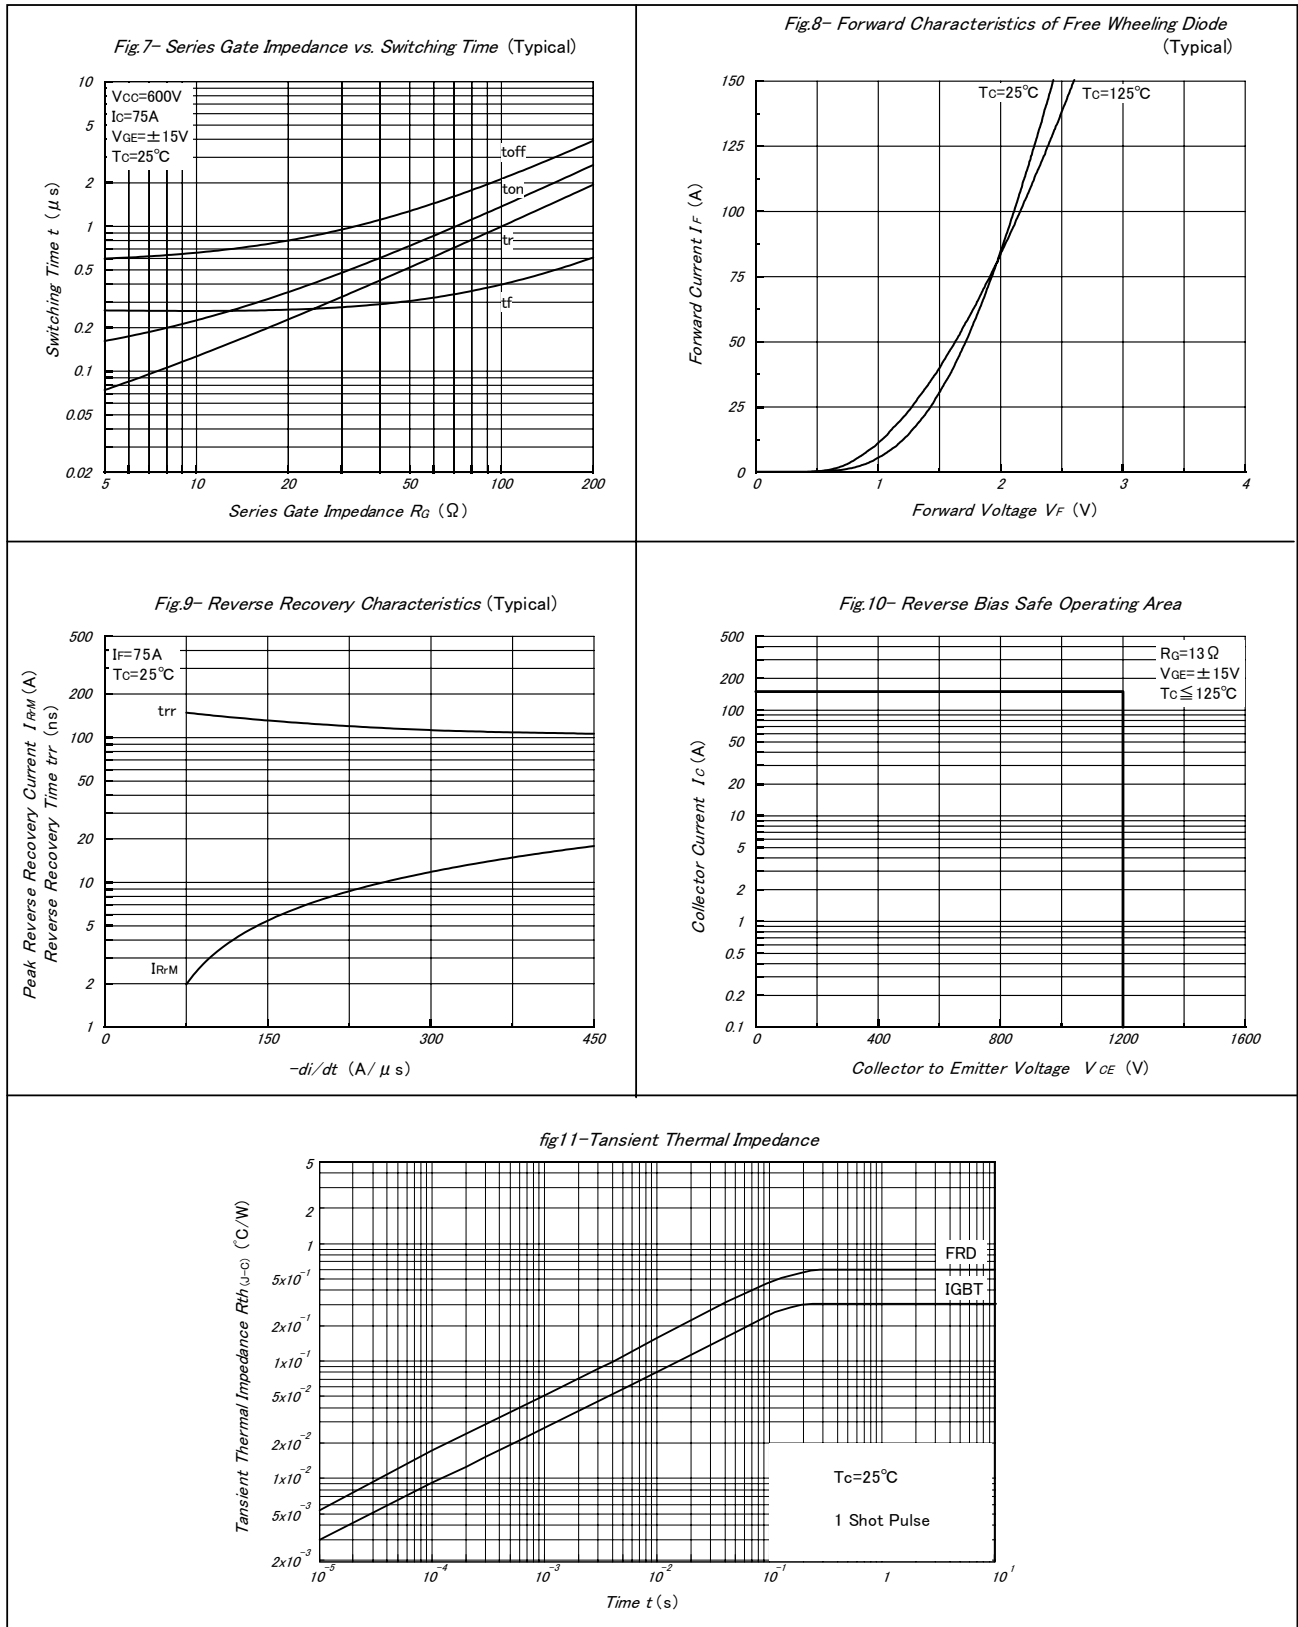 Fig.7- Series Gate Impedance vs. Switching Time (Typical)
VCC=600V
IC=75A
VGE=±15V
TC=25℃
toff
ton
tr
tf
10
5
2
1
0.5
0.2
0.1
0.05
0.02
Switching Time t (μs)
5 10 20 50 100 200
Series Gate Impedance RG (Ω)
Fig.8- Forward Characteristics of Free Wheeling Diode
(Typical)
TC=25℃ TC=125℃
150
125
100
75
50
25
0
Forward Current IF (A)
0 1 2 3 4
Forward Voltage VF (V)
Fig.9- Reverse Recovery Characteristics (Typical)
IF=75A
TC=25℃
trr
IRrM
500
200
100
50
20
10
5
2
1
Peak Reverse Recovery Current IRrM (A)
Reverse Recovery Time trr (ns)
0 150 300 450
-di/dt (A/μs)
Fig.10- Reverse Bias Safe Operating Area
RG=13Ω
VGE=±15V
TC≦125℃
500
200
100
50
20
10
5
2
1
0.5
0.2
0.1
Collector Current IC (A)
0 400 800 1200 1600
Collector to Emitter Voltage VCE (V)
fig11-Tansient Thermal Impedance
FRD
IGBT
5
2
1
5x10⁻¹
2x10⁻¹
1x10⁻¹
5x10⁻²
2x10⁻²
1x10⁻²
5x10⁻³
2x10⁻³
Tansient Thermal Impedance Rth(J-C) (℃/W)
Tc=25℃
1 Shot Pulse
10⁻⁵ 10⁻⁴ 10⁻³ 10⁻² 10⁻¹ 1 10¹
Time t (s)